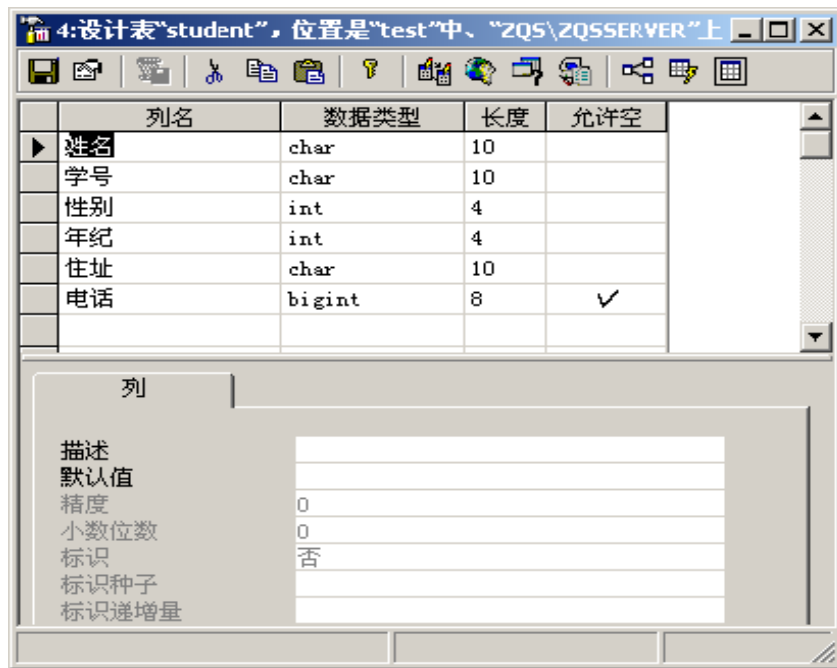 4:设计表“student”，位置是“test”中、“ZQS\ZQSSERVER”上
列名 数据类型 长度 允许空
姓名 char 10
学号 char 10
性别 int 4
年纪 int 4
住址 char 10
电话 bigint 8
列
描述
默认值
精度 0
小数位数 0
标识 否
标识种子
标识递增量